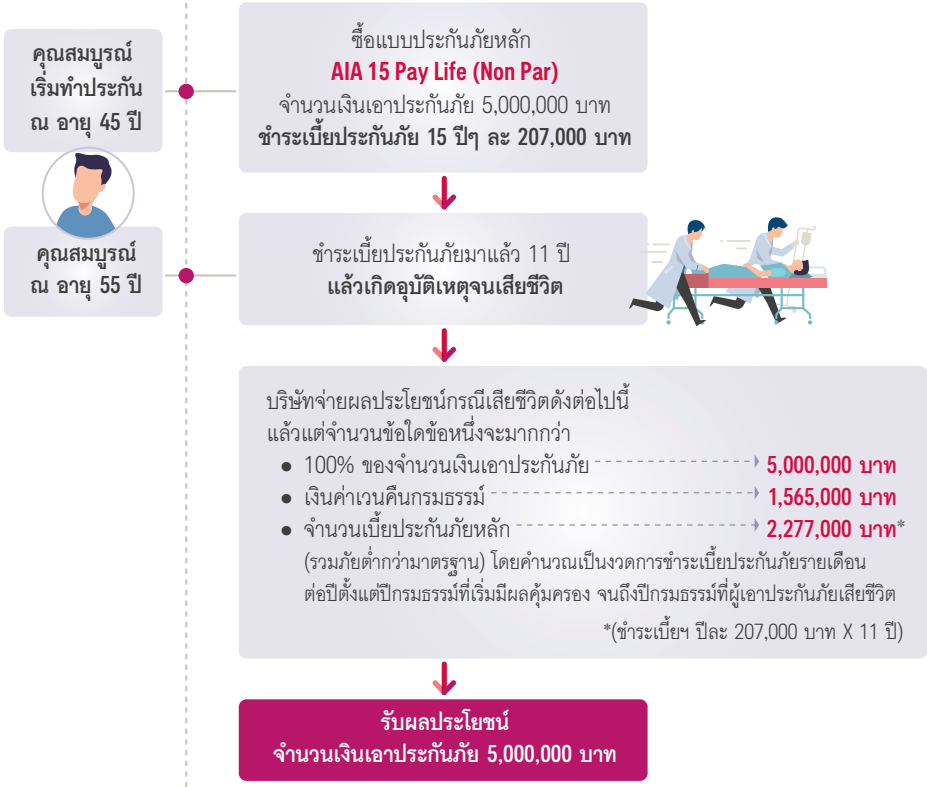 คุณสมบูรณ์
เริ่มทำประกัน
ณ อายุ 45 ปี
ซื้อแบบประกันภัยหลัก
AIA 15 Pay Life (Non Par)
จำนวนเงินเอาประกันภัย 5,000,000 บาท
ชำระเบี้ยประกันภัย 15 ปีๆ ละ 207,000 บาท
คุณสมบูรณ์
ณ อายุ 55 ปี
ชำระเบี้ยประกันภัยมาแล้ว 11 ปี
แล้วเกิดอุบัติเหตุจนเสียชีวิต
บริษัทจ่ายผลประโยชน์กรณีเสียชีวิตดังต่อไปนี้
แล้วแต่จำนวนข้อใดข้อหนึ่งจะมากกว่า
● 100% ของจำนวนเงินเอาประกันภัย 5,000,000 บาท
● เงินค่าเวนคืนกรมธรรม์ 1,565,000 บาท
● จำนวนเบี้ยประกันภัยหลัก 2,277,000 บาท*
(รวมภัยต่ำกว่ามาตรฐาน) โดยคำนวณเป็นงวดการชำระเบี้ยประกันภัยรายเดือน
ต่อปีตั้งแต่ปีกรมธรรม์ที่เริ่มมีผลคุ้มครอง จนถึงปีกรมธรรม์ที่ผู้เอาประกันภัยเสียชีวิต
*(ชำระเบี้ยฯ ปีละ 207,000 บาท X 11 ปี)
รับผลประโยชน์
จำนวนเงินเอาประกันภัย 5,000,000 บาท